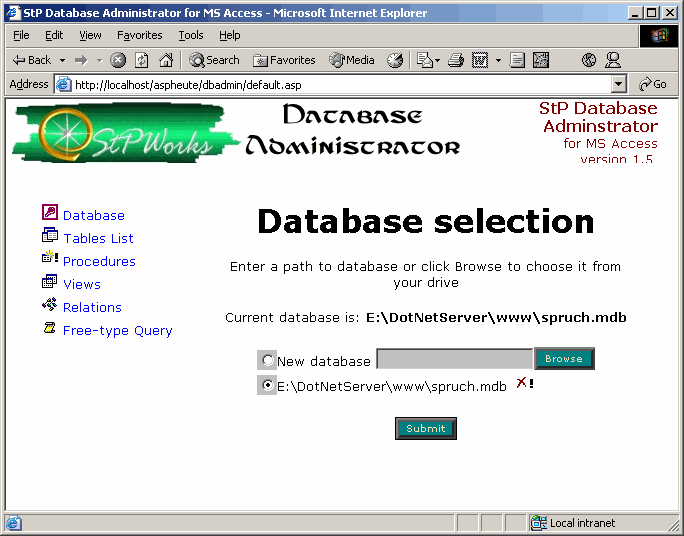 StP Database Administrator for MS Access - Microsoft Internet Explorer
File Edit View Favorites Tools Help
Back Search Favorites Media
Address http://localhost/aspheute/dbadmin/default.asp Go
StPWorks
Database
Administrator
StP Database
Adminstrator
for MS Access
version 1.5
Database
Tables List
Procedures
Views
Relations
Free-type Query
Database selection
Enter a path to database or click Browse to choose it from
your drive
Current database is: E:\DotNetServer\www\spruch.mdb
New database Browse
E:\DotNetServer\www\spruch.mdb !
Submit
Local intranet